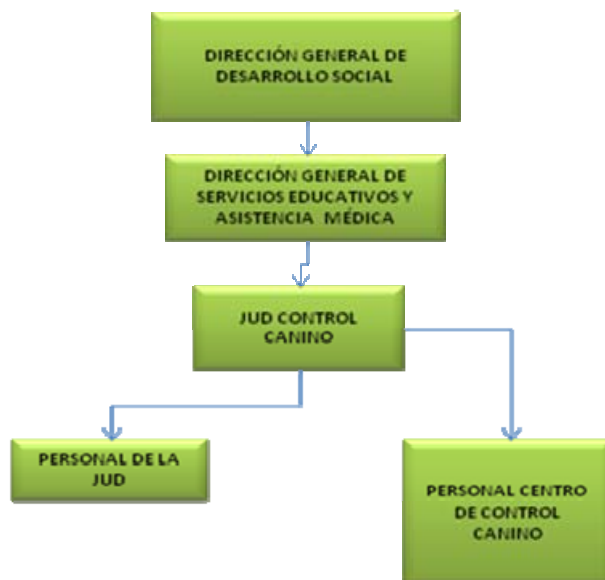 DIRECCIÓN GENERAL DE
DESARROLLO SOCIAL
DIRECCIÓN GENERAL DE
SERVICIOS EDUCATIVOS Y
ASISTENCIA MÉDICA
JUD CONTROL
CANINO
PERSONAL DE LA
JUD
PERSONAL CENTRO
DE CONTROL
CANINO